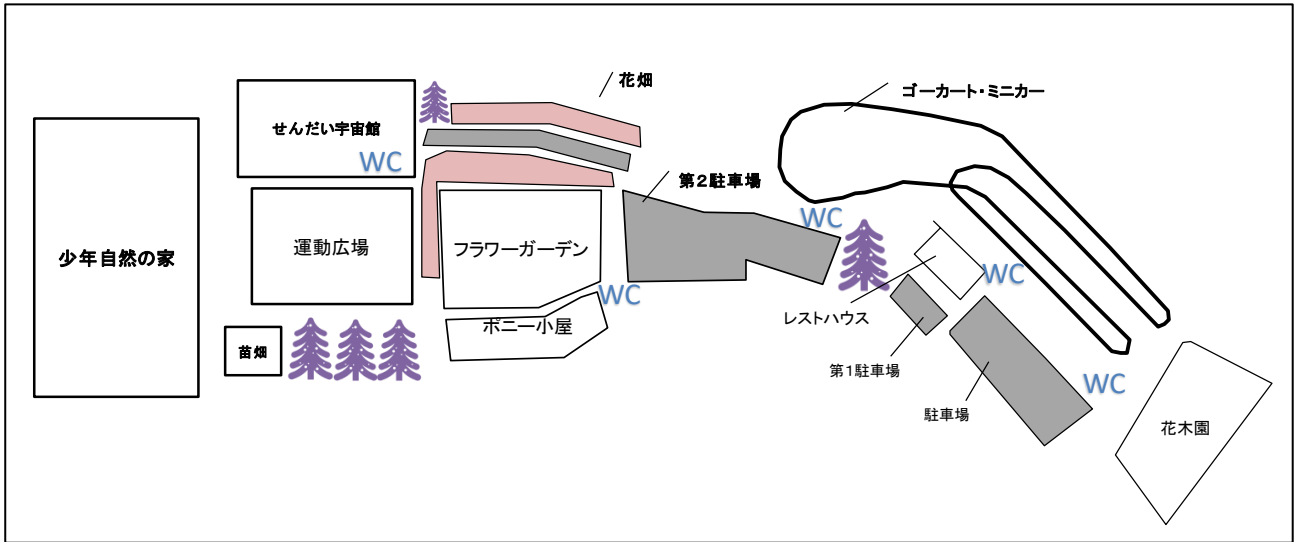 花畑
ゴーカート・ミニカー
せんだい宇宙館
WC
第2駐車場
WC
少年自然の家
運動広場
フラワーガーデン
WC
WC
レストハウス
ポニー小屋
苗畑
第1駐車場
WC
駐車場
花木園